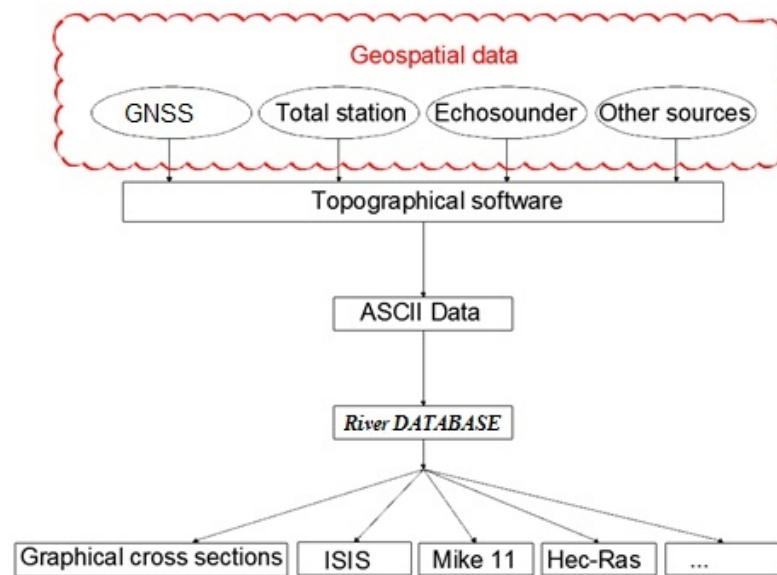 Geospatial data
GNSS Total station Echosounder Other sources
Topographical software
ASCII Data
River DATABASE
Graphical cross sections ISIS Mike 11 Hec-Ras ...